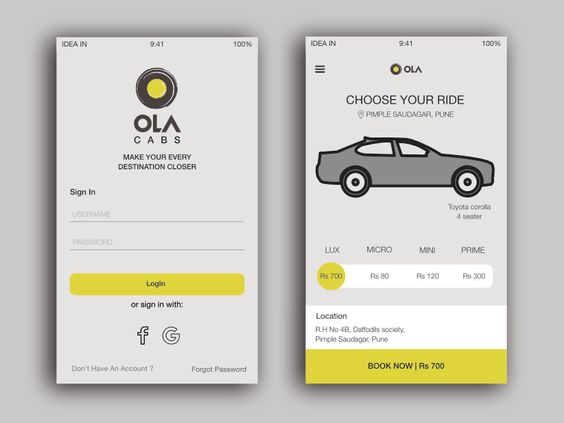 IDEA IN 9:41 100%
OLA
CABS
MAKE YOUR EVERY
DESTINATION CLOSER
Sign In
USERNAME
PASSWORD
LogIn
or sign in with:
f G
Don't Have An Account ? Forgot Password
IDEA IN 9:41 100%
OLA
CHOOSE YOUR RIDE
PIMPLE SAUDAGAR, PUNE
Toyota corolla
4 seater
LUX MICRO MINI PRIME
Rs 700 Rs 80 Rs 120 Rs 300
Location
R.H No 4B, Daffodils society,
Pimple Saudagar, Pune
BOOK NOW | Rs 700